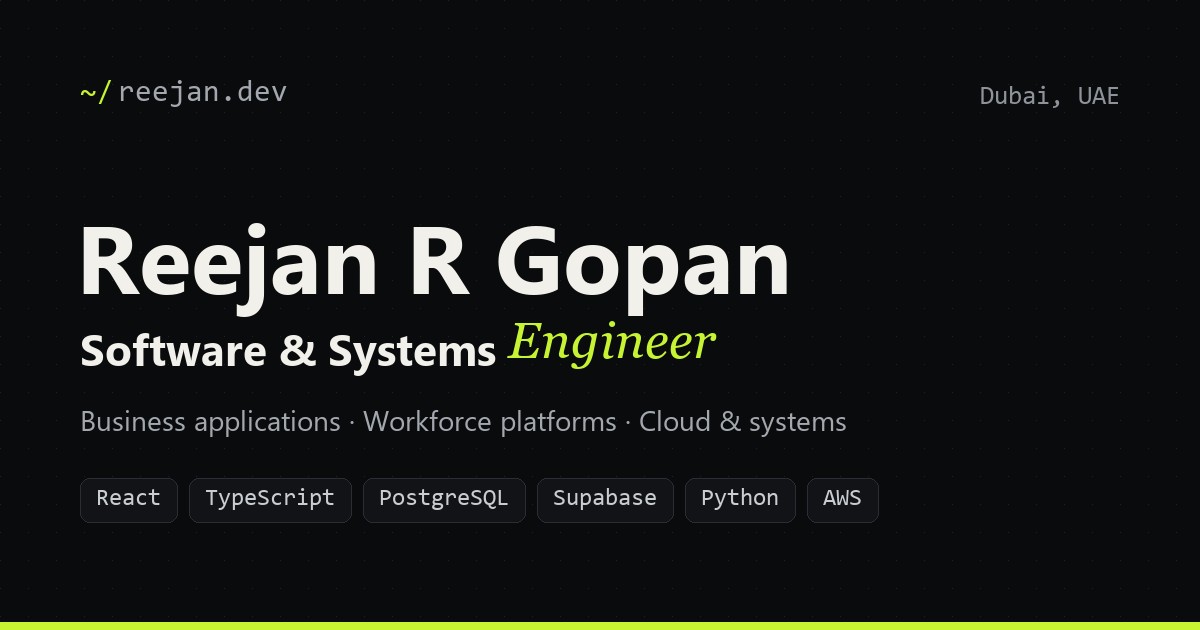 ~/reejan.dev
Dubai, UAE
Reejan R Gopan
Software & Systems Engineer
Business applications · Workforce platforms · Cloud & systems
React TypeScript PostgreSQL Supabase Python AWS